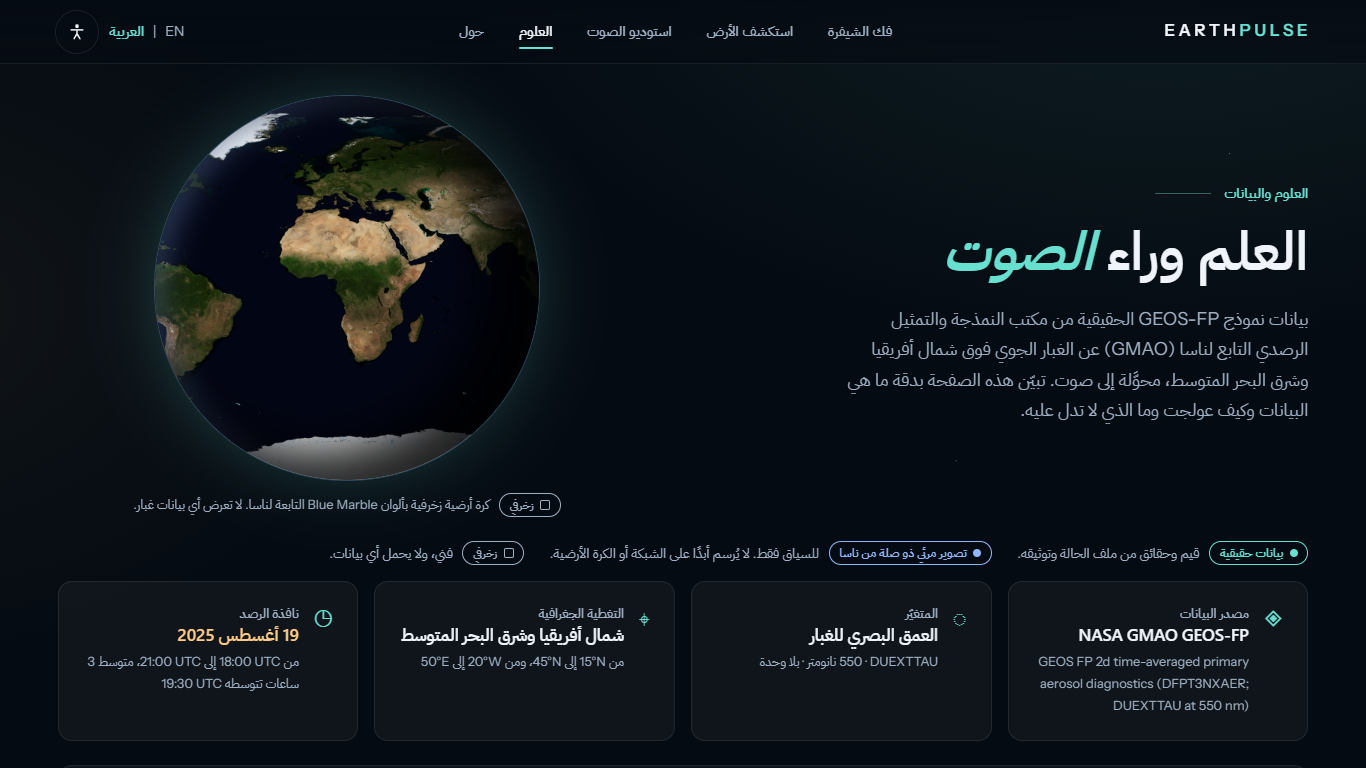 EARTHPULSE
فك الشيفرة
استكشف الأرض
استوديو الصوت
العلوم
حول
العربية | EN
العلوم والبيانات
العلم وراء الصوت
بيانات نموذج GEOS-FP الحقيقية من مكتب النمذجة والتمثيل
الرصدي التابع لناسا (GMAO) عن الغبار الجوي فوق شمال أفريقيا
وشرق البحر المتوسط، محوَّلة إلى صوت. تبيّن هذه الصفحة بدقة ما هي
البيانات وكيف عولجت وما الذي لا تدل عليه.
زخرفي
كرة أرضية زخرفية بألوان Blue Marble التابعة لناسا. لا تعرض أي بيانات غبار.
بيانات حقيقية
قيم وحقائق من ملف الحالة وتوثيقه.
تصوير مرئي ذو صلة من ناسا
للسياق فقط. لا يُرسم أبدًا على الشبكة أو الكرة الأرضية.
زخرفي
فني، ولا يحمل أي بيانات.
مصدر البيانات
NASA GMAO GEOS-FP
GEOS FP 2d time-averaged primary
aerosol diagnostics (DFPT3NXAER;
DUEXTTAU at 550 nm)
المتغيّر
العمق البصري للغبار
DUEXTTAU · 550 نانومتر · بلا وحدة
التغطية الجغرافية
شمال أفريقيا وشرق البحر المتوسط
من 15°N إلى 45°N، ومن 20°W إلى 50°E
نافذة الرصد
19 أغسطس 2025
من 18:00 UTC إلى 21:00 UTC، متوسط 3
ساعات تتوسطه 19:30 UTC